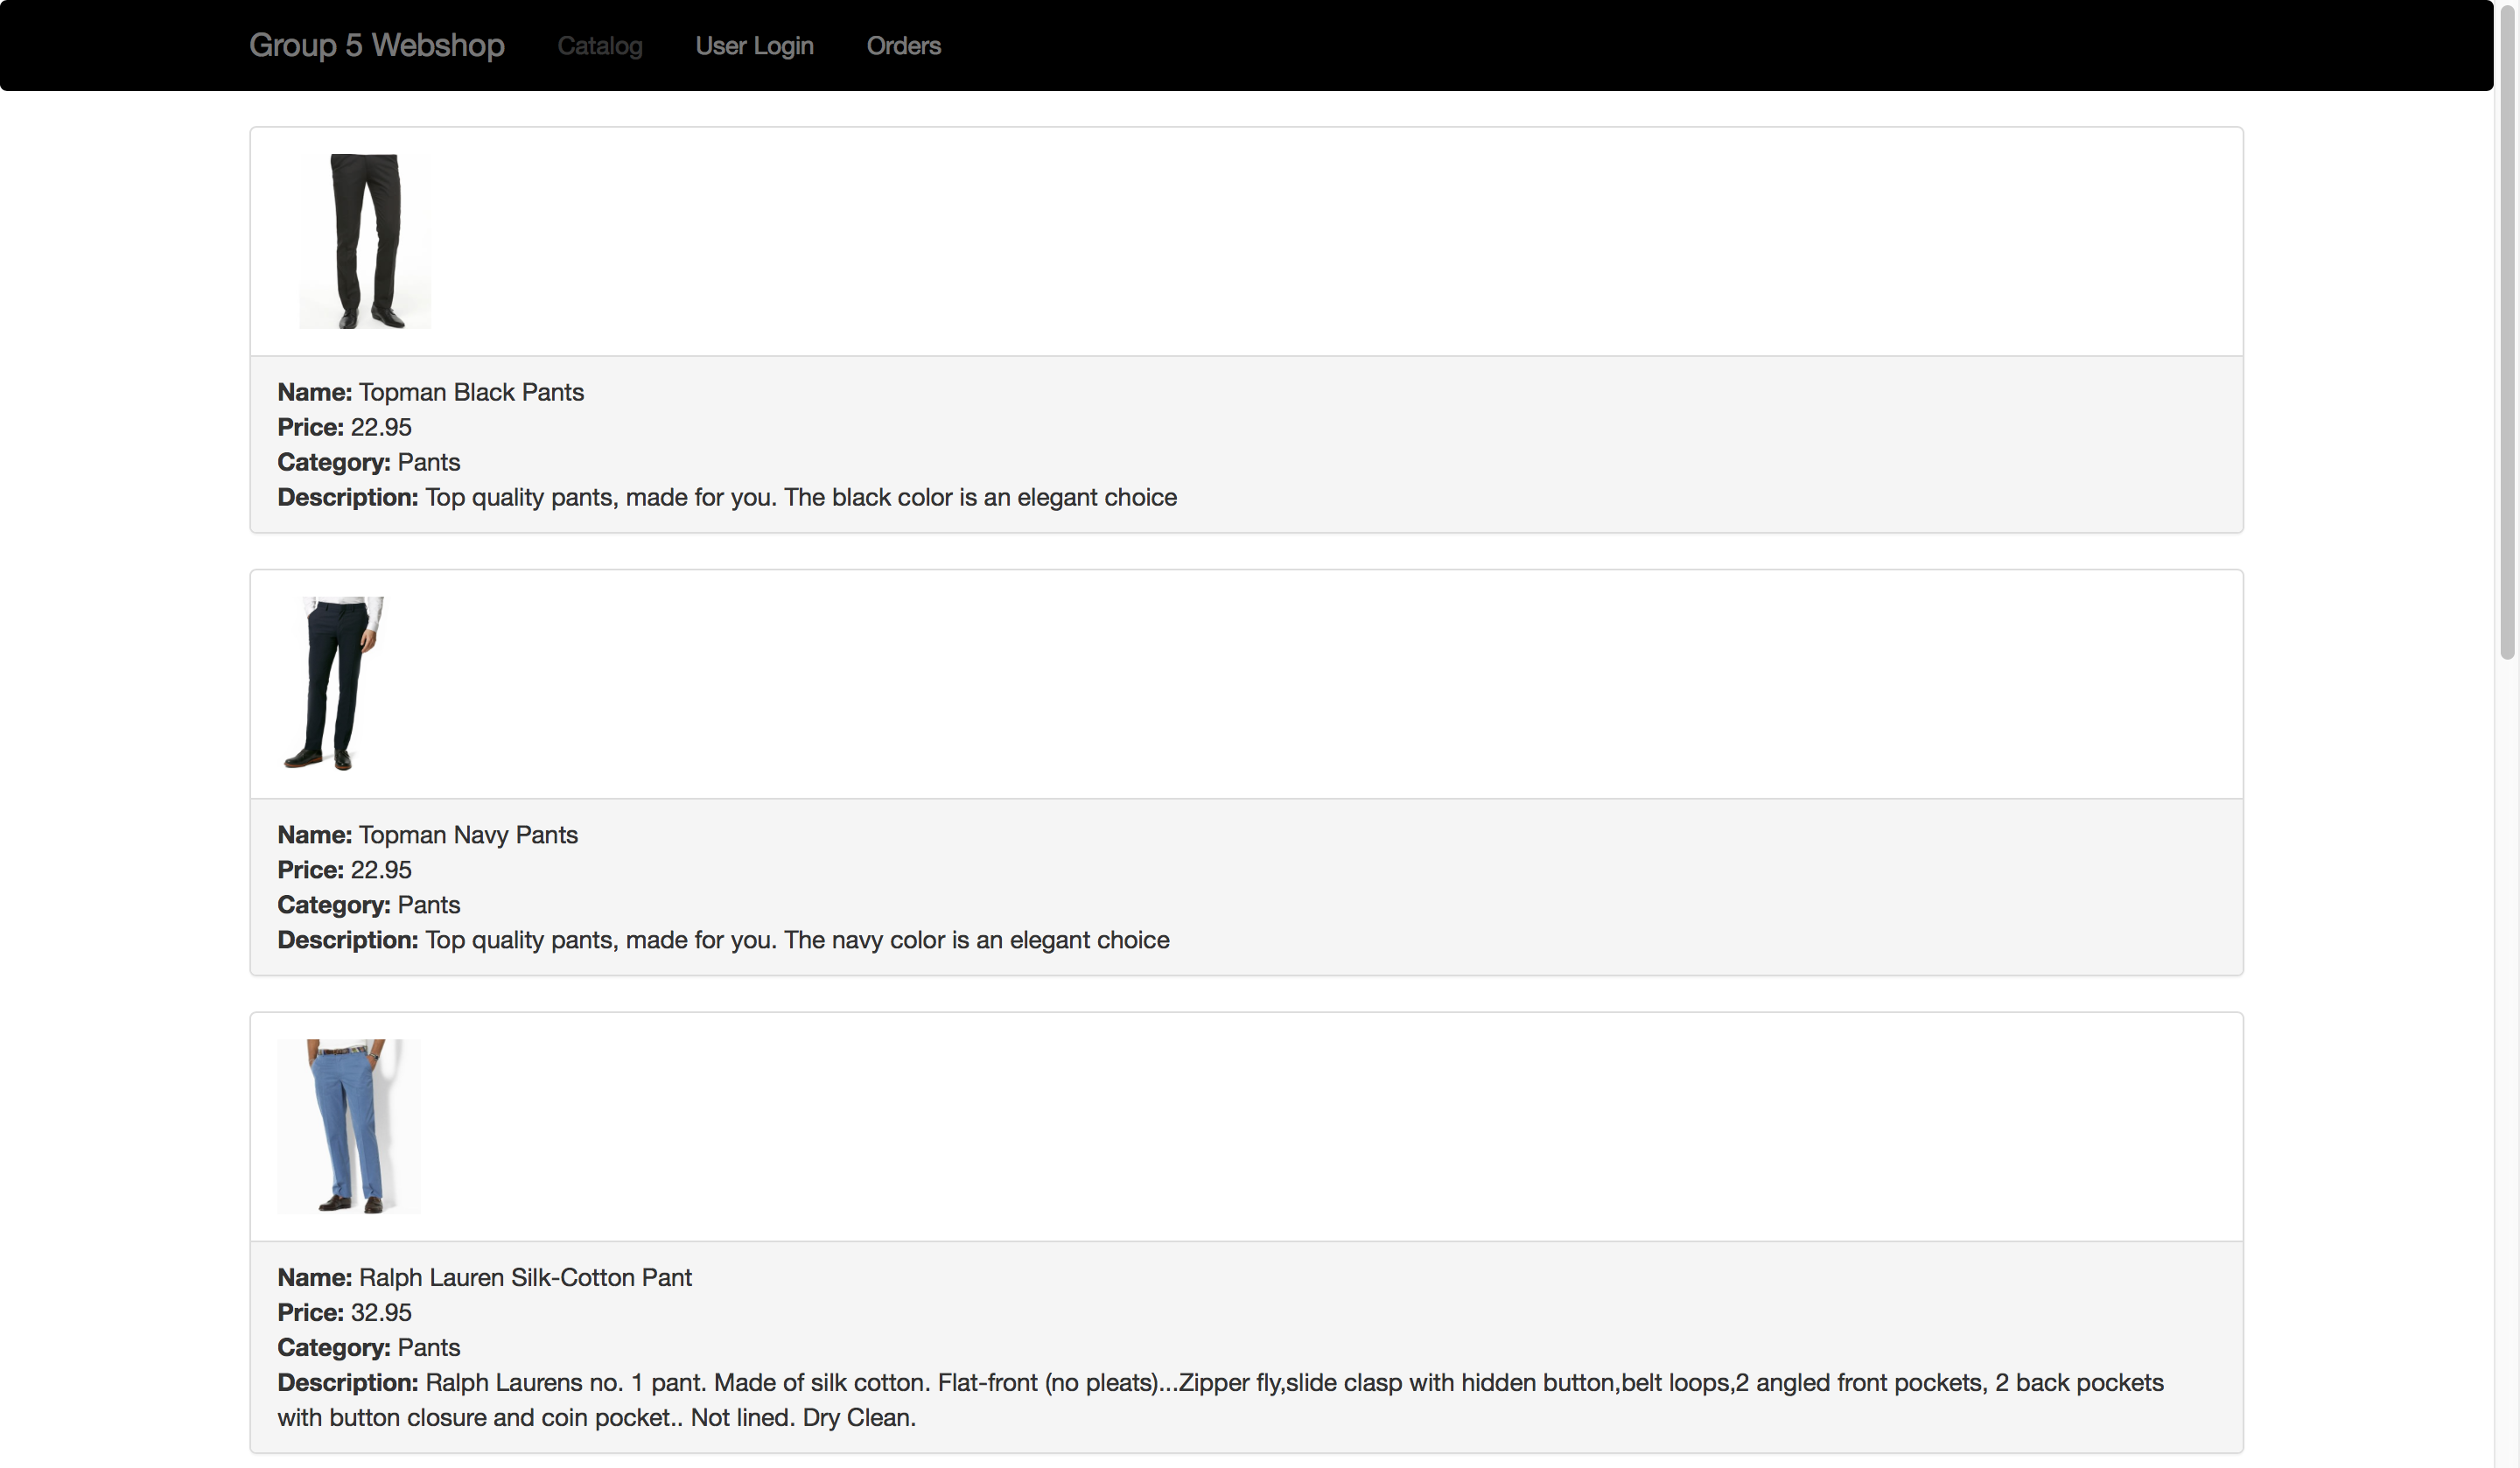 Group 5 Webshop Catalog User Login Orders
Name: Topman Black Pants
Price: 22.95
Category: Pants
Description: Top quality pants, made for you. The black color is an elegant choice
Name: Topman Navy Pants
Price: 22.95
Category: Pants
Description: Top quality pants, made for you. The navy color is an elegant choice
Name: Ralph Lauren Silk-Cotton Pant
Price: 32.95
Category: Pants
Description: Ralph Laurens no. 1 pant. Made of silk cotton. Flat-front (no pleats)...Zipper fly,slide clasp with hidden button,belt loops,2 angled front pockets, 2 back pockets
with button closure and coin pocket.. Not lined. Dry Clean.